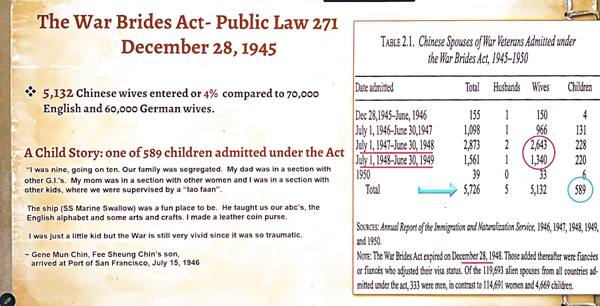 The War Brides Act- Public Law 271
December 28, 1945
❖ 5,132 Chinese wives entered or 4% compared to 70,000
English and 60,000 German wives.
A Child Story: one of 589 children admitted under the Act
"I was nine, going on ten. Our family was segregated. My dad was in a section with
other G.I.'s. My mom was in a section with other women and I was in a section with
other kids, where we were supervised by a "lao faan".
The ship (SS Marine Swallow) was a fun place to be. He taught us our abc's, the
English alphabet and some arts and crafts. I made a leather coin purse.
I was just a little kid but the War is still very vivid since it was so traumatic.
~ Gene Mun Chin, Fee Sheung Chin's son,
arrived at Port of San Francisco, July 15, 1946
TABLE 2.1. Chinese Spouses of War Veterans Admitted under
the War Brides Act, 1945–1950
Date admitted Total Husbands Wives Children
Dec 28,1945–June, 1946 155 1 150 4
July 1, 1946–June 30,1947 1,098 1 966 131
July 1,1947–June 30, 1948 2,873 2 2,643 228
July 1,1948–June 30, 1949 1,561 1 1,340 220
1950 39 0 33 6
Total 5,726 5 5,132 589
SOURCES: Annual Report of the Immigration and Naturalization Service, 1946, 1947, 1948, 1949,
and 1950.
NOTE: The War Brides Act expired on December 28, 1948. Those added thereafter were fiancées
or fiancés who adjusted their visa status. Of the 119,693 alien spouses from all countries ad-
mitted under the act, 333 were men, in contrast to 114,691 women and 4,669 children.